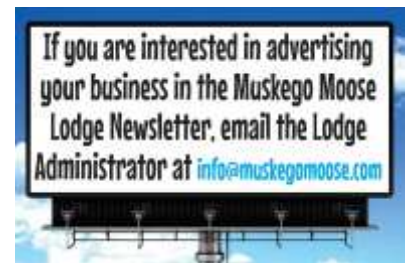 If you are interested in advertising
your business in the Muskego Moose
Lodge Newsletter, email the Lodge
Administrator at info@muskegomoose.com